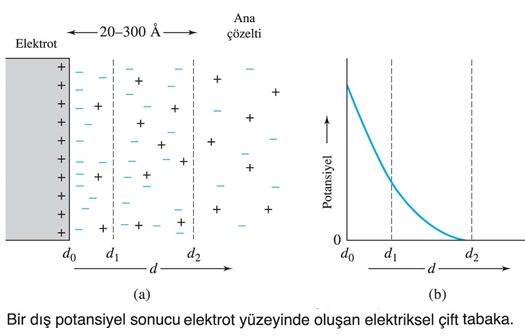 Elektrot
20–300 Å
Ana
çözelti
d0 d1 d2
d
(a)
Potansiyel
0
d0 d1 d2
d
(b)
Bir dış potansiyel sonucu elektrot yüzeyinde oluşan elektriksel çift tabaka.